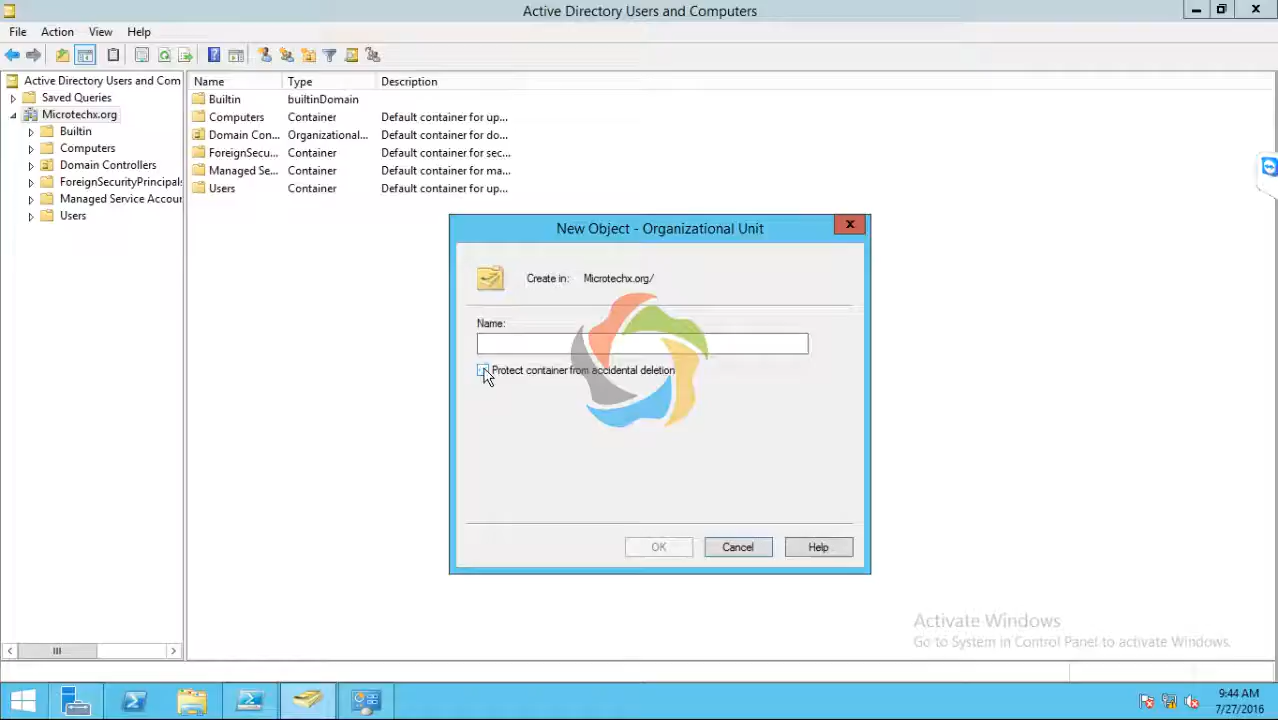 Active Directory Users and Computers
File Action View Help
Active Directory Users and Com
Saved Queries
Microtechx.org
Builtin
Computers
Domain Controllers
ForeignSecurityPrincipals
Managed Service Accour
Users
Name Type Description
Builtin builtinDomain
Computers Container Default container for up...
Domain Con... Organizational... Default container for do...
ForeignSecu... Container Default container for sec...
Managed Se... Container Default container for ma...
Users Container Default container for up...
New Object - Organizational Unit
Create in: Microtechx.org/
Name:
Protect container from accidental deletion
OK Cancel Help
Activate Windows
Go to System in Control Panel to activate Windows.
9:44 AM
7/27/2016